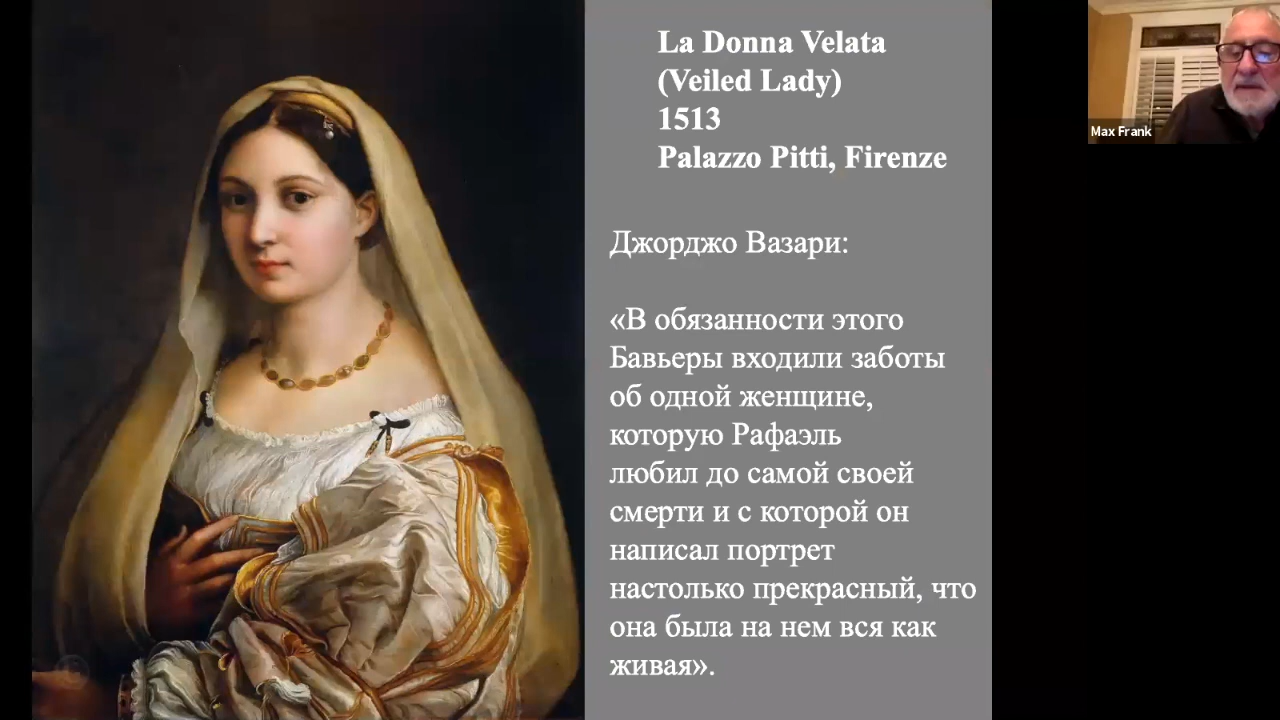 La Donna Velata
(Veiled Lady)
1513
Palazzo Pitti, Firenze
Джорджо Вазари:
«В обязанности этого
Бавьеры входили заботы
об одной женщине,
которую Рафаэль
любил до самой своей
смерти и с которой он
написал портрет
настолько прекрасный, что
она была на нем вся как
живая».
Max Frank